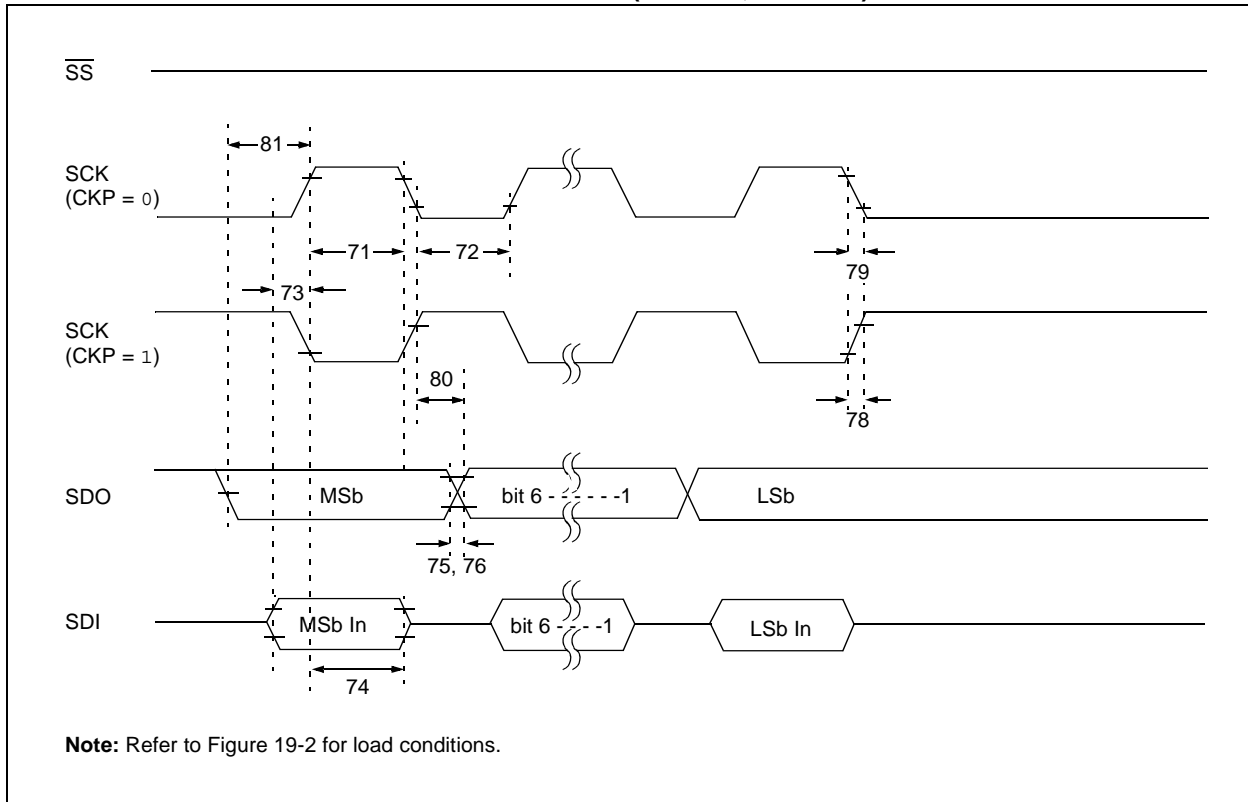 SS
81
SCK
(CKP = 0)
71
72
79
73
SCK
(CKP = 1)
80
78
SDO
MSb
bit 6 - - - - - -1
LSb
75, 76
SDI
MSb In
bit 6 - - - -1
LSb In
74
Note: Refer to Figure 19-2 for load conditions.